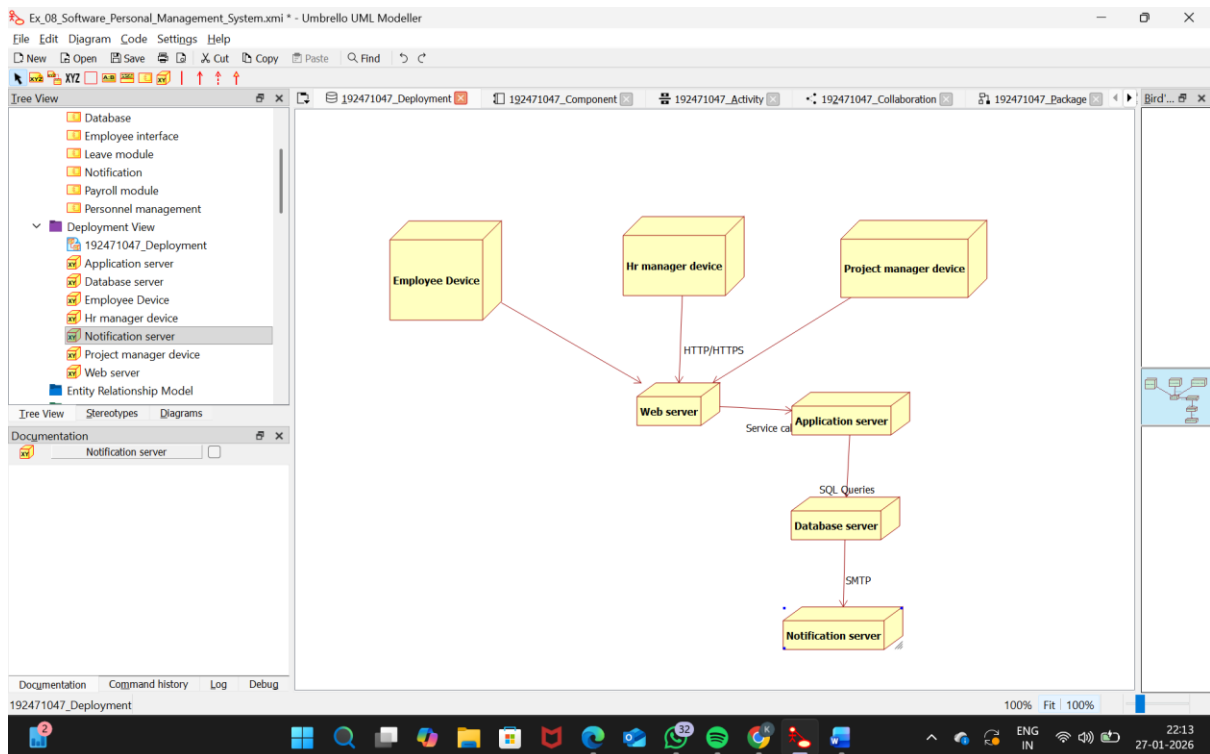 Ex_08_Software_Personal_Management_System.xmi * - Umbrello UML Modeller
File Edit Diagram Code Settings Help
New Open Save Cut Copy Paste Find
XYZ
Tree View
192471047_Deployment 192471047_Component 192471047_Activity 192471047_Collaboration 192471047_Package
Bird'...
Database
Employee interface
Leave module
Notification
Payroll module
Personnel management
Deployment View
192471047_Deployment
Application server
Database server
Employee Device
Hr manager device
Notification server
Project manager device
Web server
Entity Relationship Model
Tree View Stereotypes Diagrams
Documentation
Notification server
Employee Device
Hr manager device
Project manager device
HTTP/HTTPS
Web server
Service cal
Application server
SQL Queries
Database server
SMTP
Notification server
Documentation Command history Log Debug
192471047_Deployment
100% Fit 100%
2
32
K
ENG
IN
22:13
27-01-2026